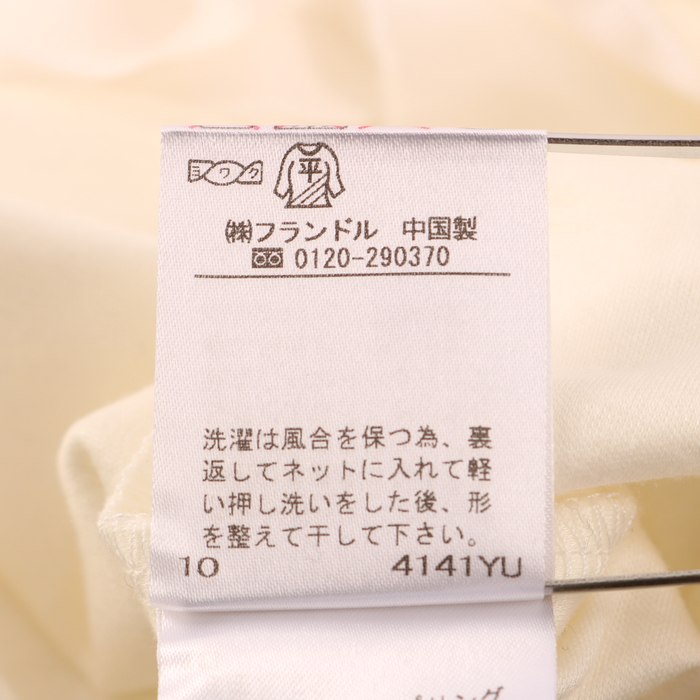 ヨワク
平
㈱フランドル 中国製
0120-290370
洗濯は風合を保つ為、裏
返してネットに入れて軽
い押し洗いをした後、形
を整えて干して下さい。
10 4141YU
リング